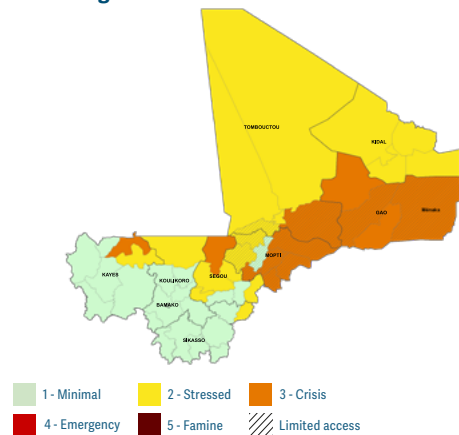 TOMBOUCTOU
KIDAL
GAO
Ménaka
MOPTI
KAYES
KOULIKORO
SEGOU
BAMAKO
SIKASSO
1 - Minimal
2 - Stressed
3 - Crisis
4 - Emergency
5 - Famine
Limited access